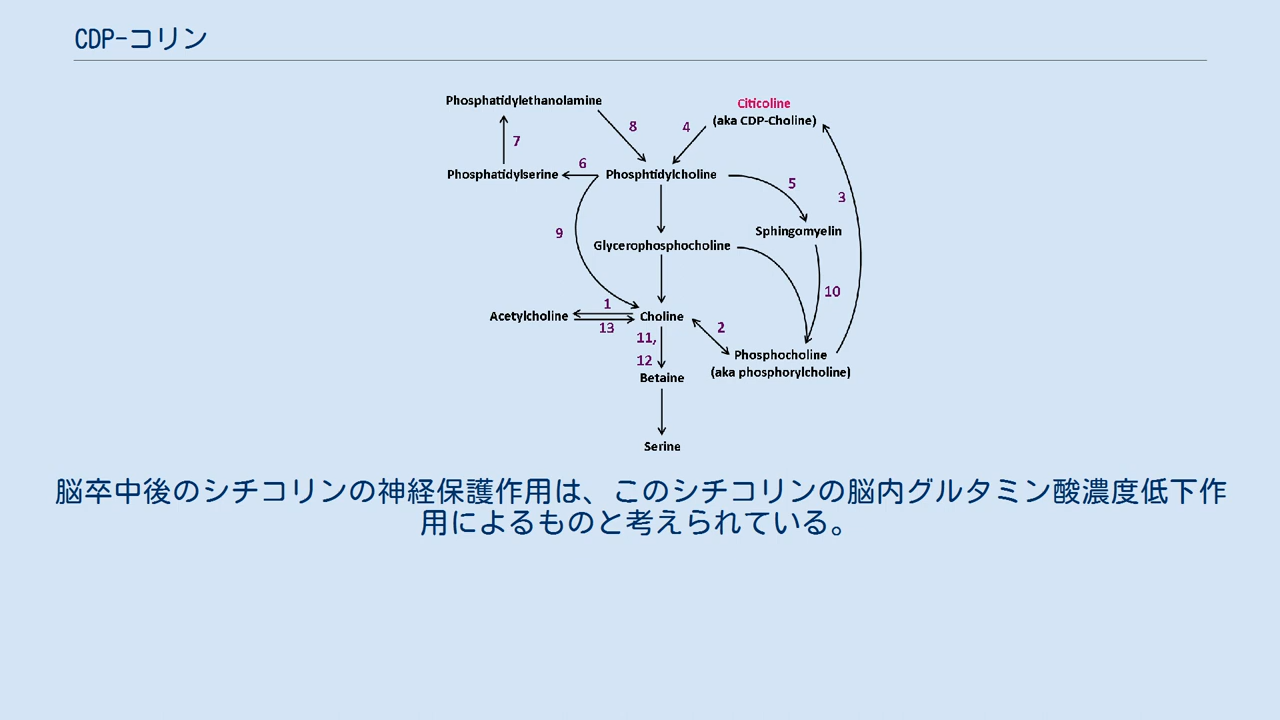 CDP-コリン
Phosphatidylethanolamine
Citicoline
(aka CDP-Choline)
8
4
7
6
Phosphatidylserine
Phosphtidylcholine
5
3
9
Sphingomyelin
Glycerophosphocholine
10
1
Acetylcholine
Choline
13
2
11,
12
Phosphocholine
(aka phosphorylcholine)
Betaine
Serine
脳卒中後のシチコリンの神経保護作用は、このシチコリンの脳内グルタミン酸濃度低下作
用によるものと考えられている。